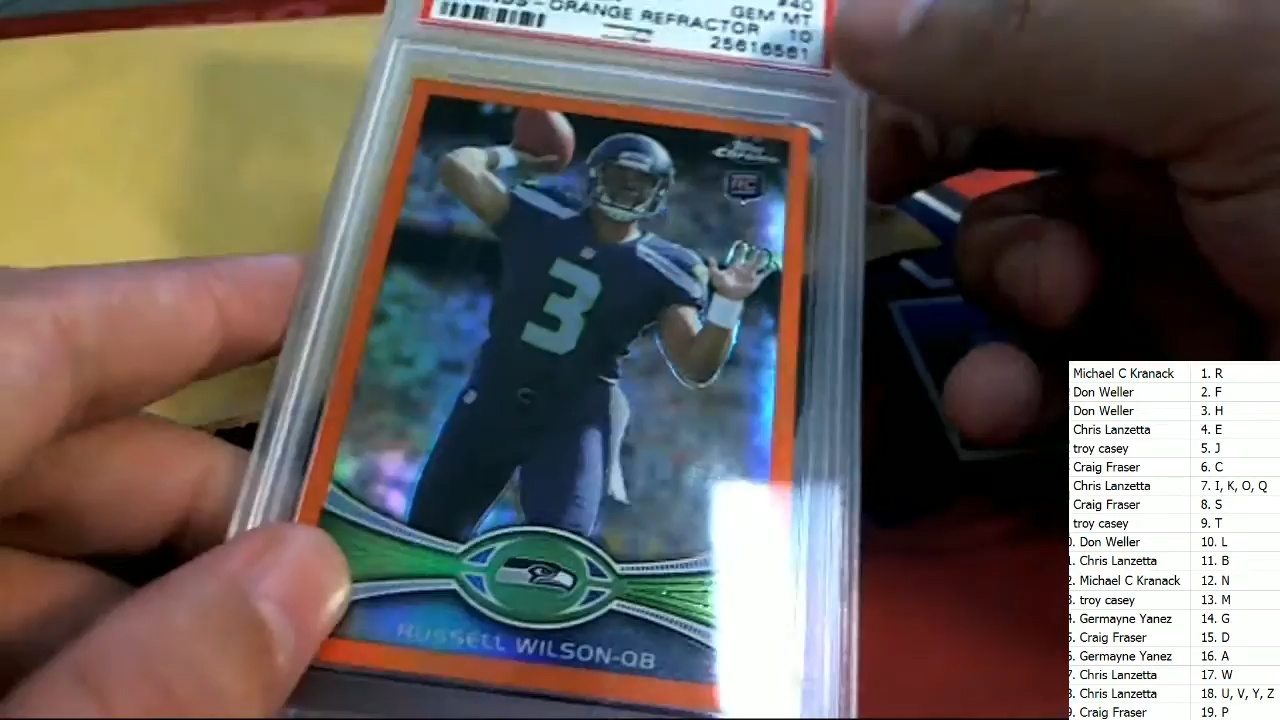 #40
ORANGE REFRACTOR
GEM MT
10
25616561
Topps
Chrome
RC
3
RUSSELL WILSON-QB
Michael C Kranack 1. R
Don Weller 2. F
Don Weller 3. H
Chris Lanzetta 4. E
troy casey 5. J
Craig Fraser 6. C
Chris Lanzetta 7. I, K, O, Q
Craig Fraser 8. S
troy casey 9. T
Don Weller 10. L
Chris Lanzetta 11. B
Michael C Kranack 12. N
troy casey 13. M
Germayne Yanez 14. G
Craig Fraser 15. D
Germayne Yanez 16. A
Chris Lanzetta 17. W
Chris Lanzetta 18. U, V, Y, Z
Craig Fraser 19. P